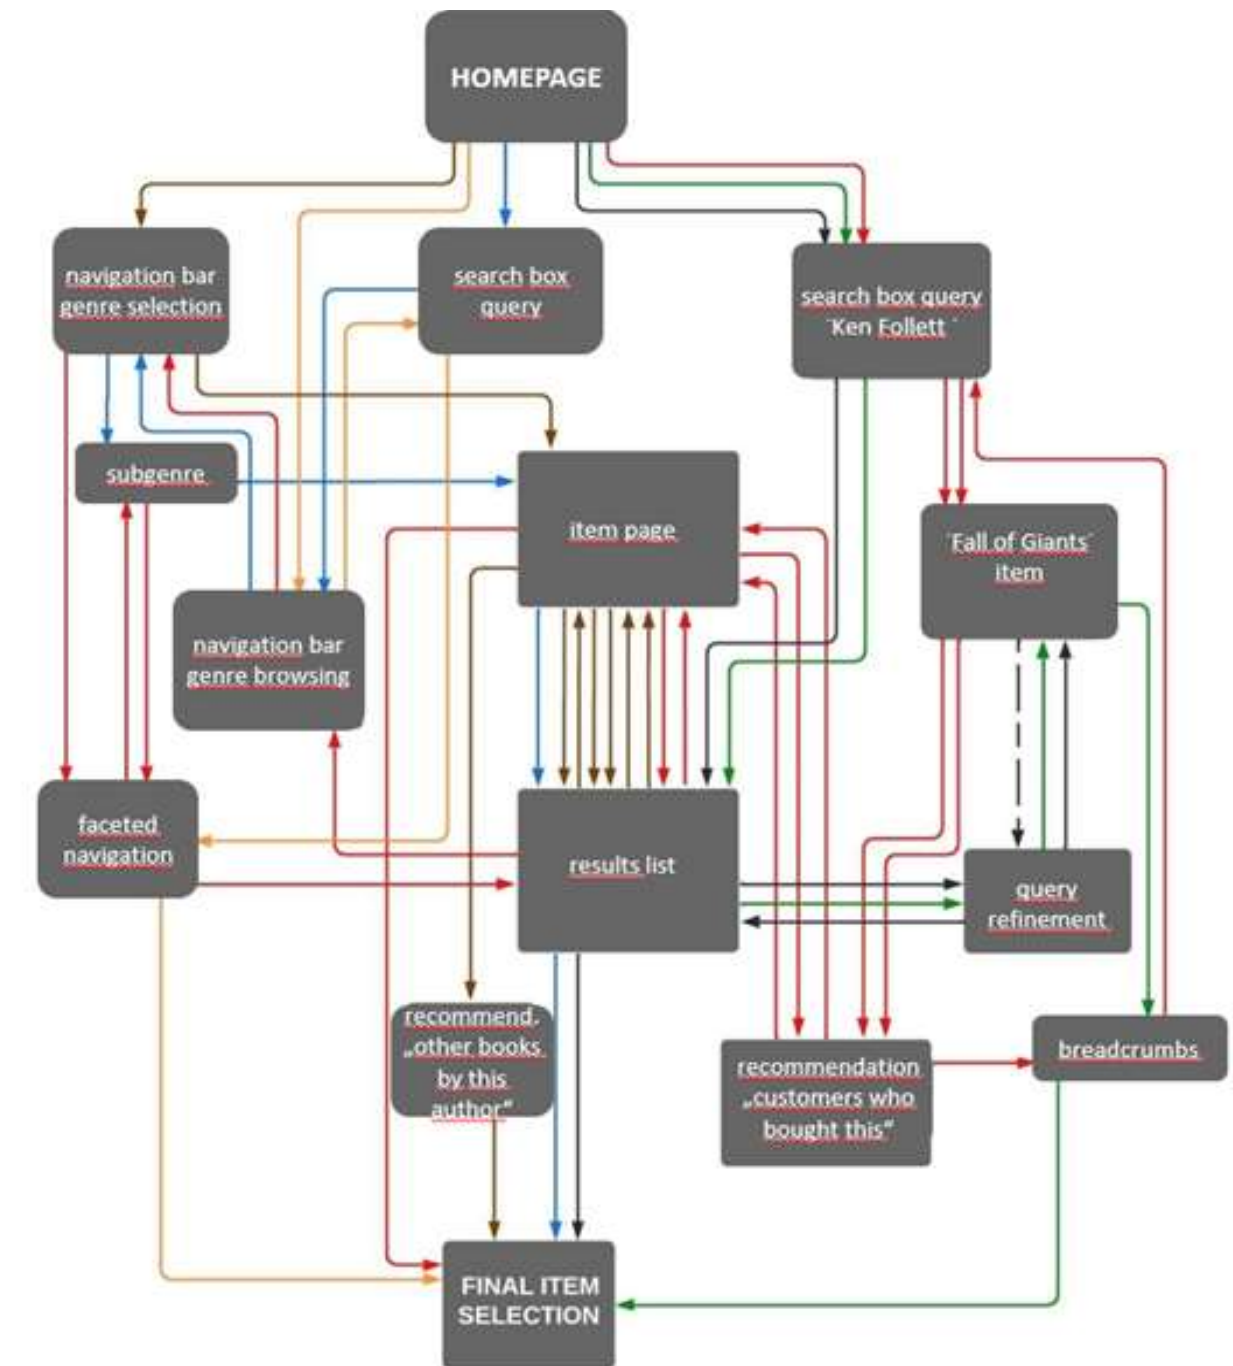 HOMEPAGE
navigation bar
genre selection
search box
query
search box query
¨Ken Follett ¨
subgenre
item page
¨Fall of Giants¨
item
navigation bar
genre browsing
faceted
navigation
results list
query
refinement
recommend.
„other books
by this
author“
recommendation
„customers who
bought this“
breadcrumbs
FINAL ITEM
SELECTION